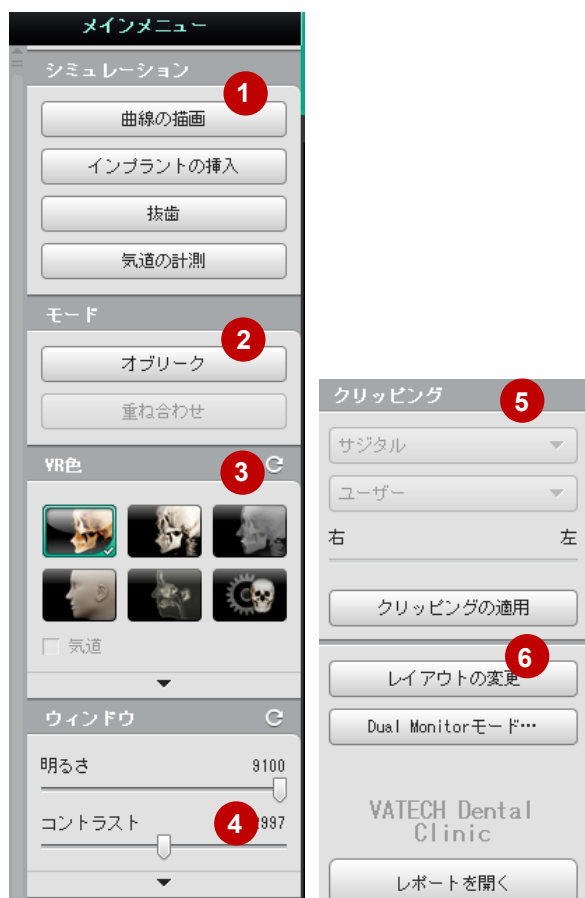 メインメニュー
シミュレーション
1
曲線の描画
インプラントの挿入
抜歯
気道の計測
モード
2
オブリーク
重ね合わせ
VR色
3
気道
ウィンドウ
明るさ 9100
コントラスト 4 997
クリッピング 5
サジタル
ユーザー
右 左
クリッピングの適用
6
レイアウトの変更
Dual Monitorモード…
VATECH Dental
Clinic
レポートを開く